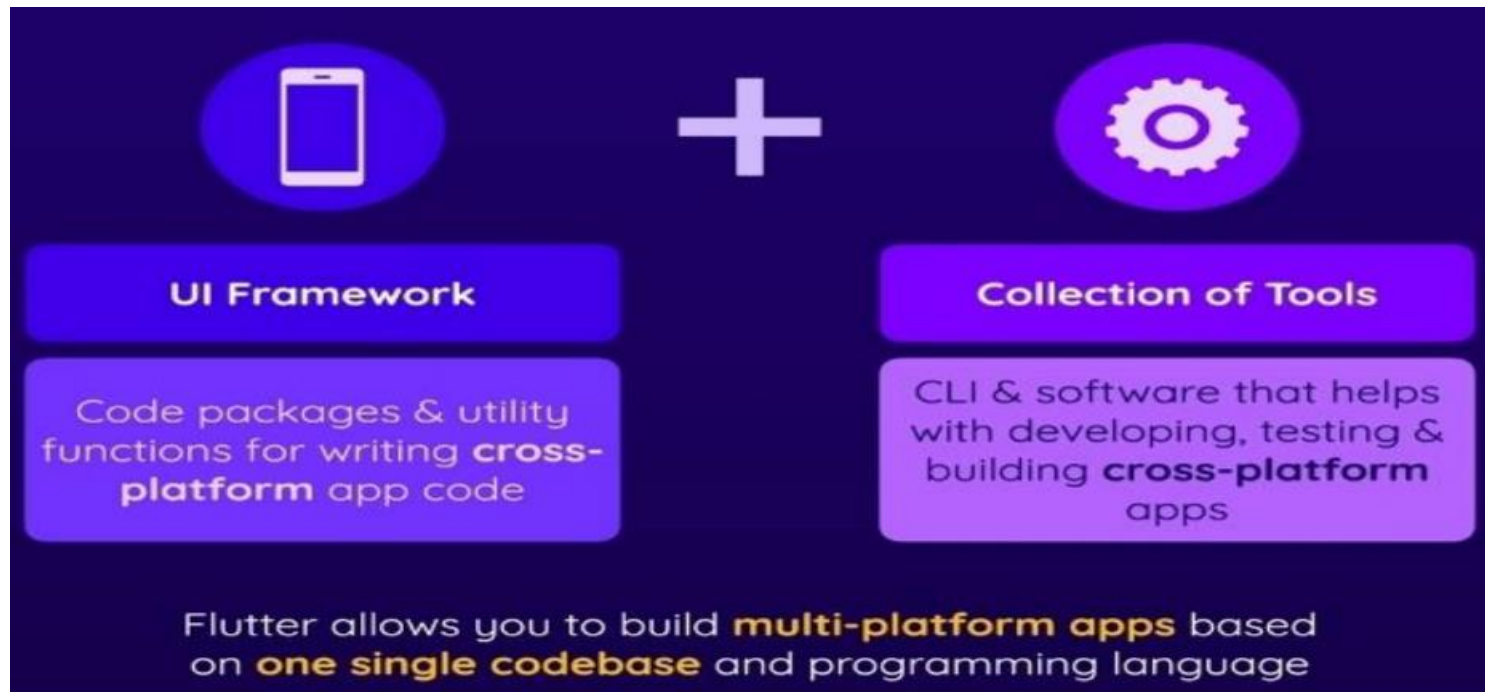 UI Framework
Code packages & utility
functions for writing cross-
platform app code
Collection of Tools
CLI & software that helps
with developing, testing &
building cross-platform
apps
Flutter allows you to build multi-platform apps based
on one single codebase and programming language